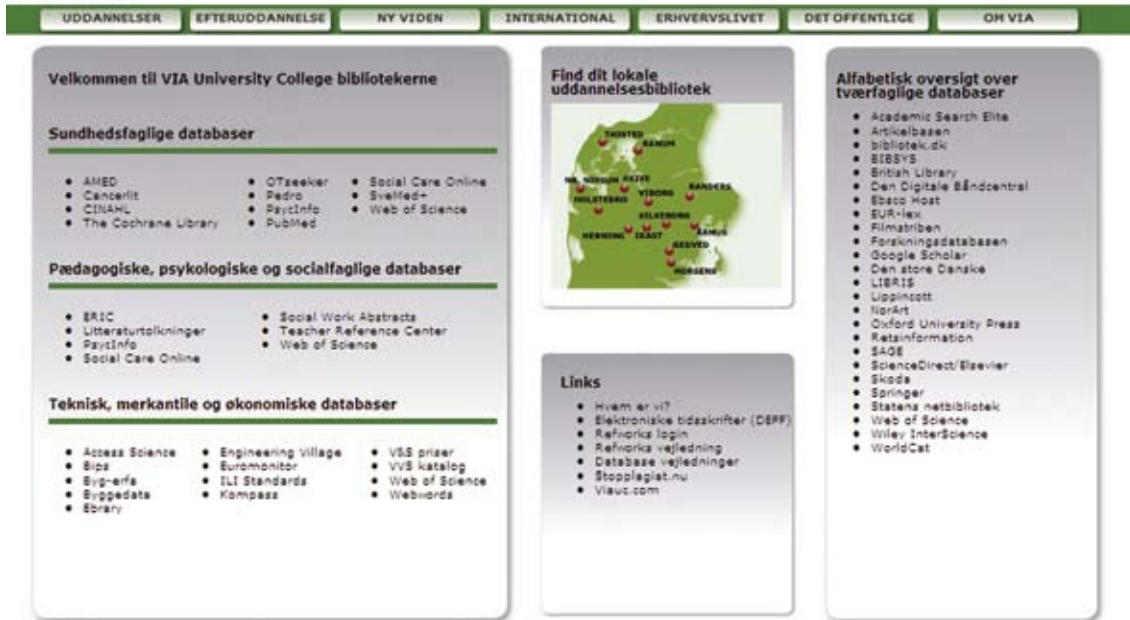 UDDANNELSER EFTERUDDANNELSE NY VIDEN INTERNATIONAL ERHVERVSLIVET DET OFFENTLIGE OM VIA
Velkommen til VIA University College bibliotekerne
Sundhedsfaglige databaser
AMED
Cancerlit
CINAHL
The Cochrane Library
OTseeker
Pedro
PsycInfo
PubMed
Social Care Online
SveMed+
Web of Science
Pædagogiske, psykologiske og socialfaglige databaser
ERIC
Litteraturtolkninger
PsycInfo
Social Care Online
Social Work Abstracts
Teacher Reference Center
Web of Science
Teknisk, merkantile og økonomiske databaser
Access Science
Bips
Byg-erfa
Byggedata
Ebrary
Engineering Village
Euromonitor
ILI Standards
Kompass
V&S priser
VVS katalog
Web of Science
Webwords
Find dit lokale
uddannelsesbibliotek
THISTED
RANUM
NR. NISSUM SKIVE
RANDERS
VIBORG
HOLSTEBRO
SILKEBORG
HERNING IKAST AARHUS
GEDVED
HORSENS
Links
Hvem er vi?
Elektroniske tidsskrifter (DEFF)
Refworks login
Refworks vejledning
Database vejledninger
Stopplagiat.nu
Viauc.com
Alfabetisk oversigt over
tværfaglige databaser
Academic Search Elite
Artikelbasen
bibliotek.dk
BIBSYS
British Library
Den Digitale Båndcentral
Ebsco Host
EUR-lex
Filmstriben
Forskningsdatabasen
Google Scholar
Den store Danske
LIBRIS
Lippincott
NorArt
Oxford University Press
Retsinformation
SAGE
ScienceDirect/Elsevier
Skoda
Springer
Statens netbibliotek
Web of Science
Wiley InterScience
WorldCat